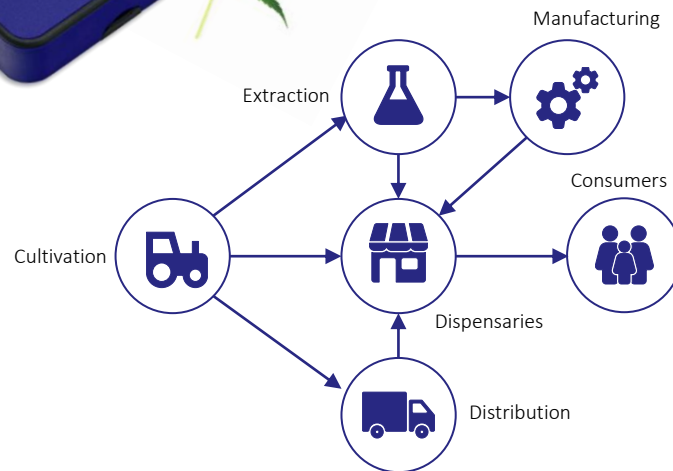 Manufacturing
Extraction
Consumers
Cultivation
Dispensaries
Distribution